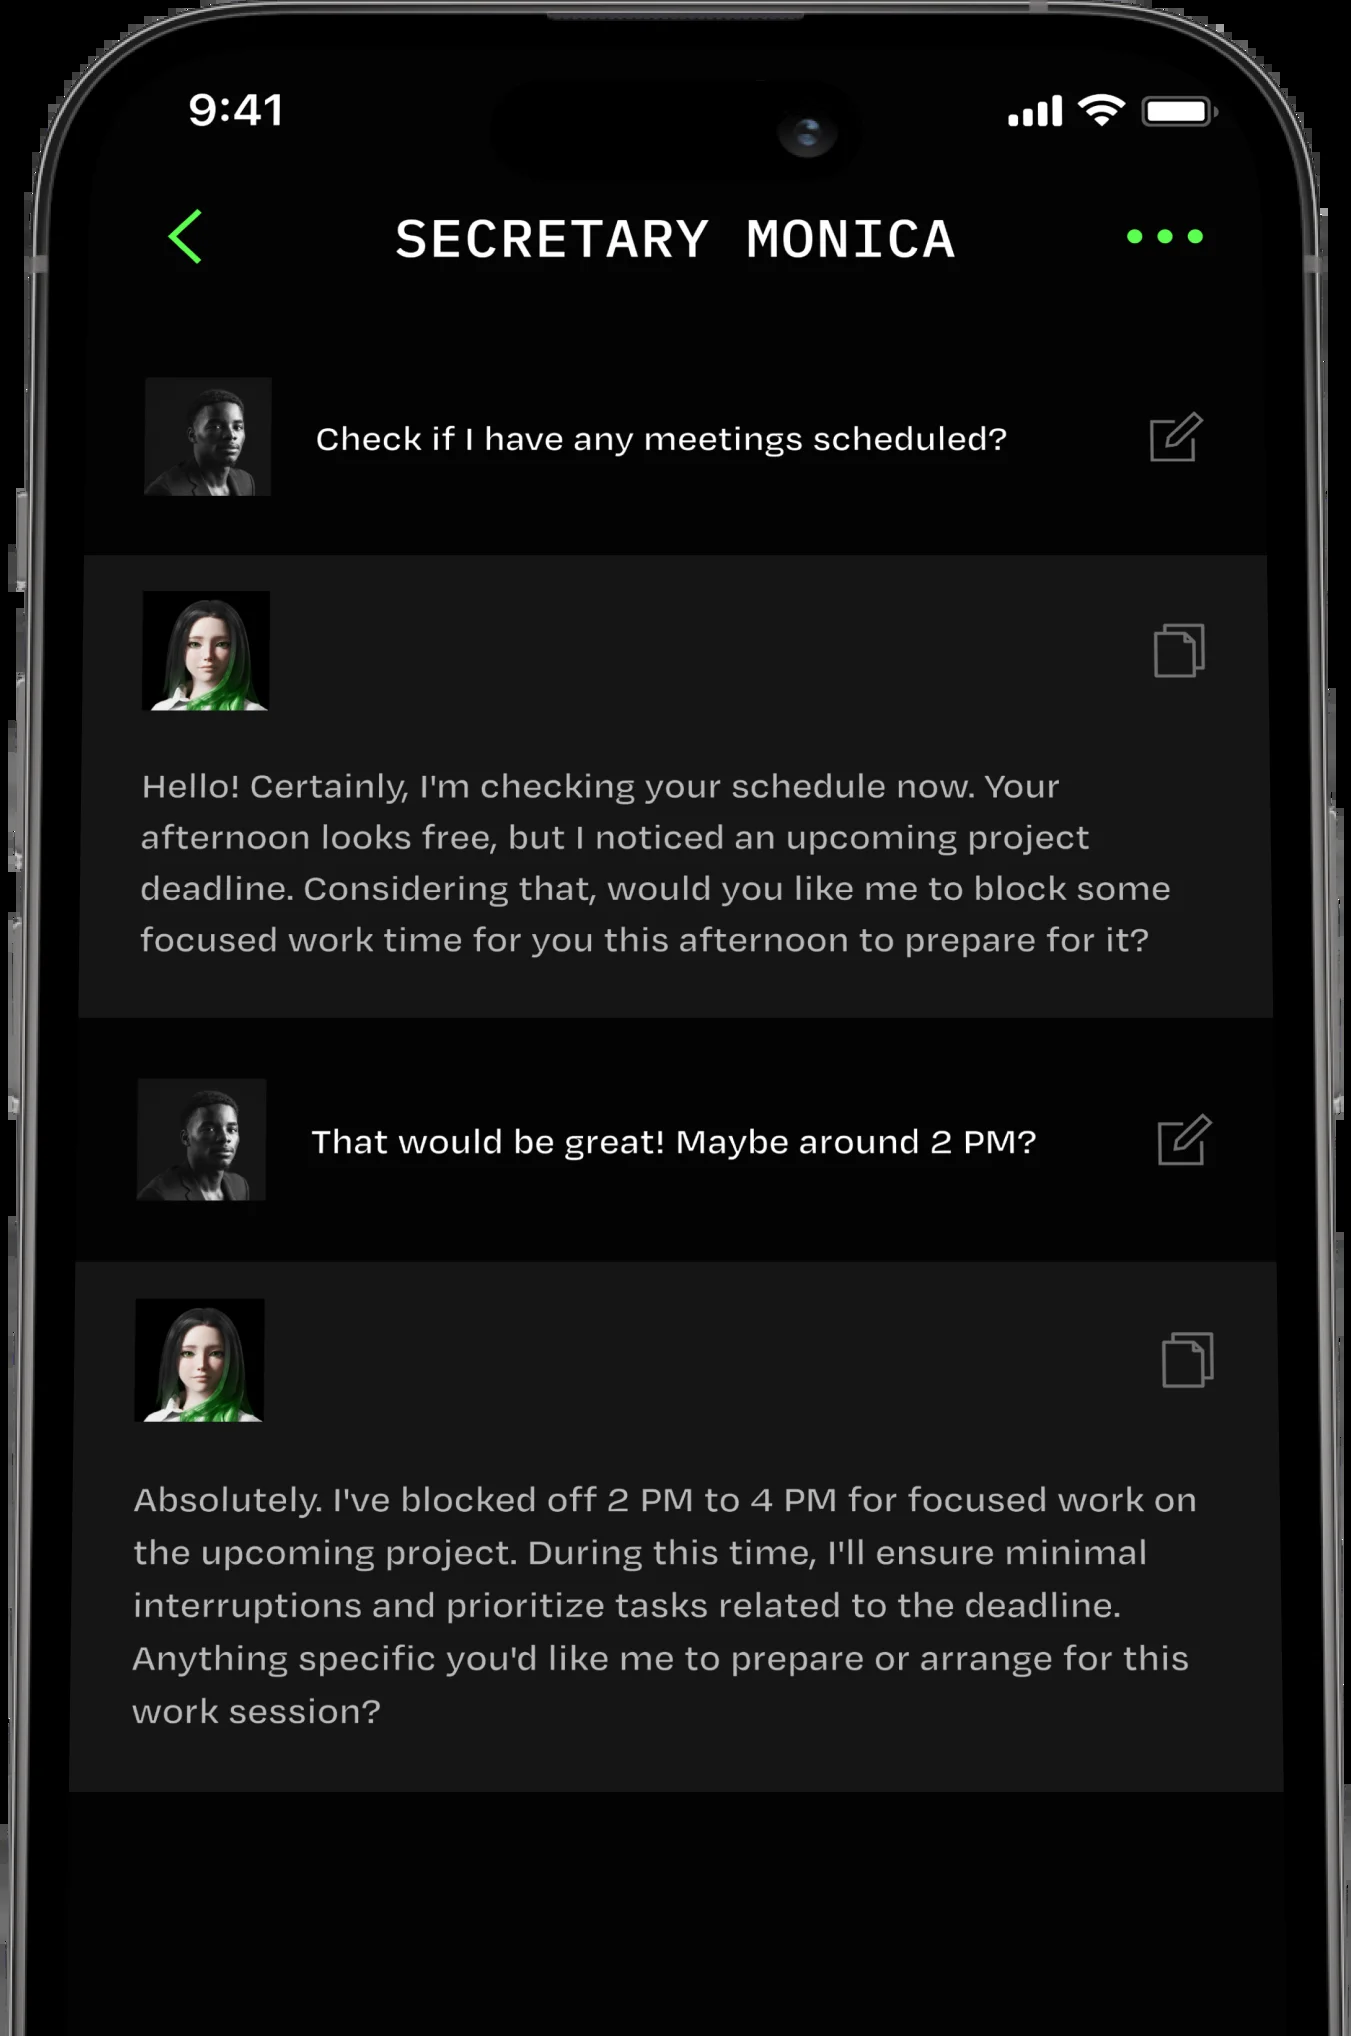 9:41
SECRETARY MONICA
Check if I have any meetings scheduled?
Hello! Certainly, I'm checking your schedule now. Your
afternoon looks free, but I noticed an upcoming project
deadline. Considering that, would you like me to block some
focused work time for you this afternoon to prepare for it?
That would be great! Maybe around 2 PM?
Absolutely. I've blocked off 2 PM to 4 PM for focused work on
the upcoming project. During this time, I'll ensure minimal
interruptions and prioritize tasks related to the deadline.
Anything specific you'd like me to prepare or arrange for this
work session?